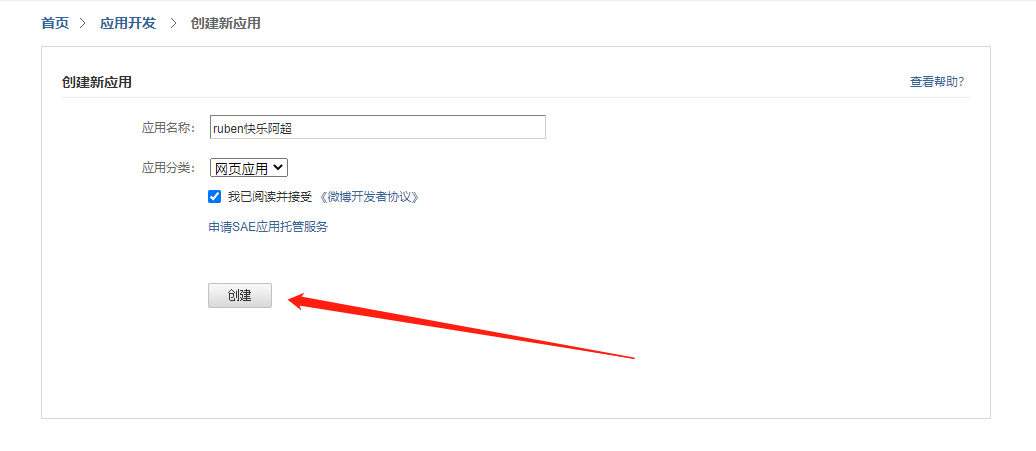 首页 > 应用开发 > 创建新应用
创建新应用 查看帮助?
应用名称: ruben快乐阿超
应用分类: 网页应用
我已阅读并接受 《微博开发者协议》
申请SAE应用托管服务
创建